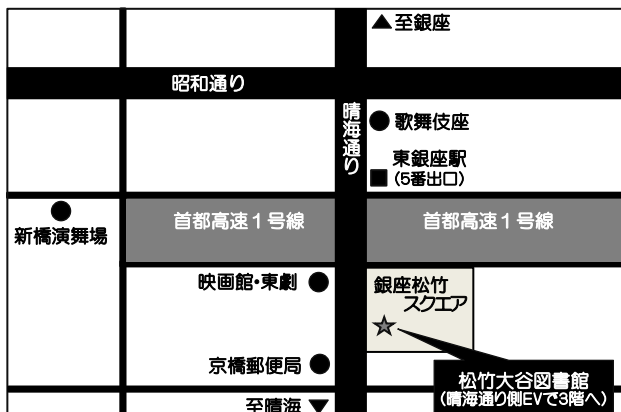 ▲至銀座
昭和通り
晴海通り
歌舞伎座
東銀座駅
(5番出口)
新橋演舞場
首都高速1号線
首都高速1号線
映画館・東劇
銀座松竹
スクエア
京橋郵便局
松竹大谷図書館
(晴海通り側EVで3階へ)
至晴海▼